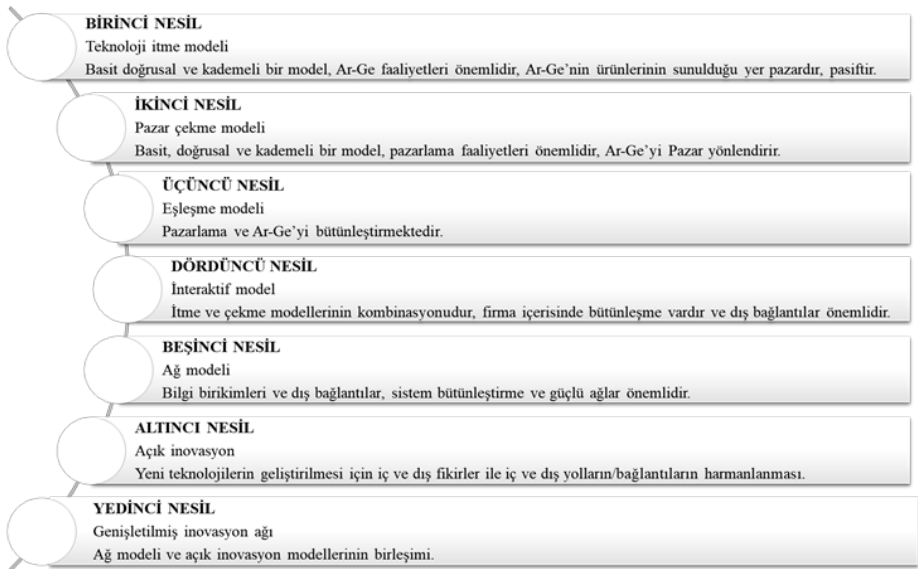 BİRİNCİ NESİL
Teknoloji itme modeli
Basit doğrusal ve kademeli bir model, Ar-Ge faaliyetleri önemlidir, Ar-Ge’nin ürünlerinin sunulduğu yer pazardır, pasiftir.
İKİNCİ NESİL
Pazar çekme modeli
Basit, doğrusal ve kademeli bir model, pazarlama faaliyetleri önemlidir, Ar-Ge’yi Pazar yönlendirir.
ÜÇÜNCÜ NESİL
Eşleşme modeli
Pazarlama ve Ar-Ge’yi bütünleştirmektedir.
DÖRDÜNCÜ NESİL
İnteraktif model
İtme ve çekme modellerinin kombinasyonudur, firma içerisinde bütünleşme vardır ve dış bağlantılar önemlidir.
BEŞİNCİ NESİL
Ağ modeli
Bilgi birikimleri ve dış bağlantılar, sistem bütünleştirme ve güçlü ağlar önemlidir.
ALTINCI NESİL
Açık inovasyon
Yeni teknolojilerin geliştirilmesi için iç ve dış fikirler ile iç ve dış yolların/bağlantıların harmanlanması.
YEDİNCİ NESİL
Genişletilmiş inovasyon ağı
Ağ modeli ve açık inovasyon modellerinin birleşimi.